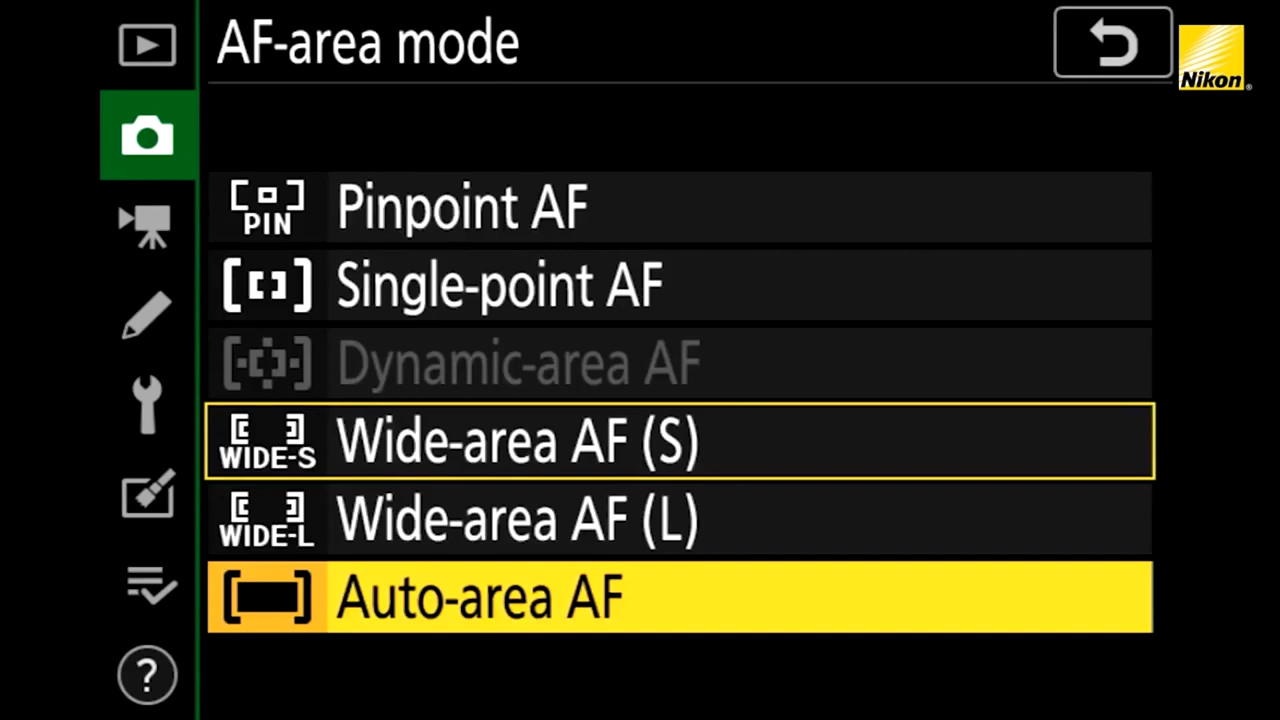 AF-area mode
Nikon
PIN Pinpoint AF
Single-point AF
Dynamic-area AF
WIDE-S Wide-area AF (S)
WIDE-L Wide-area AF (L)
Auto-area AF
?